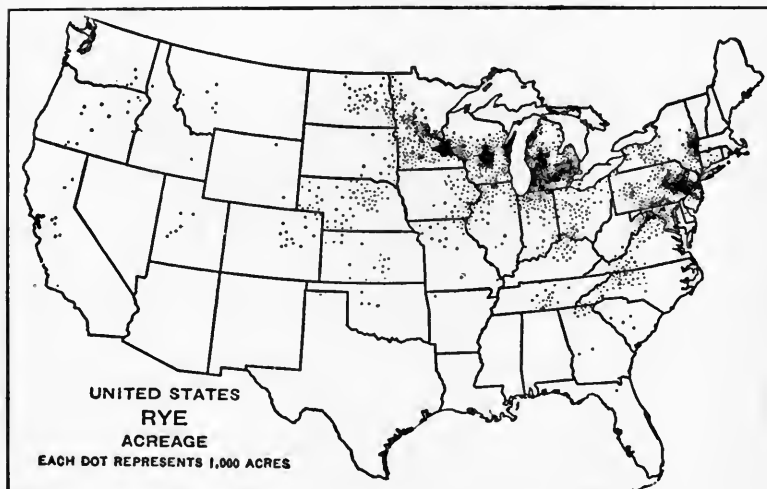 UNITED STATES
RYE
ACREAGE
EACH DOT REPRESENTS 1,000 ACRES